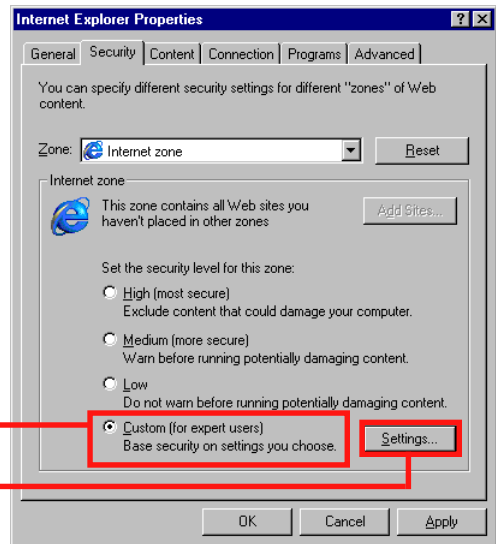 Internet Explorer Properties
General Security Content Connection Programs Advanced
You can specify different security settings for different "zones" of Web
content.
Zone: Internet zone Reset
Internet zone
This zone contains all Web sites you
haven't placed in other zones
Add Sites...
Set the security level for this zone:
High (most secure)
Exclude content that could damage your computer.
Medium (more secure)
Warn before running potentially damaging content.
Low
Do not warn before running potentially damaging content.
Custom (for expert users)
Base security on settings you choose.
Settings...
OK Cancel Apply